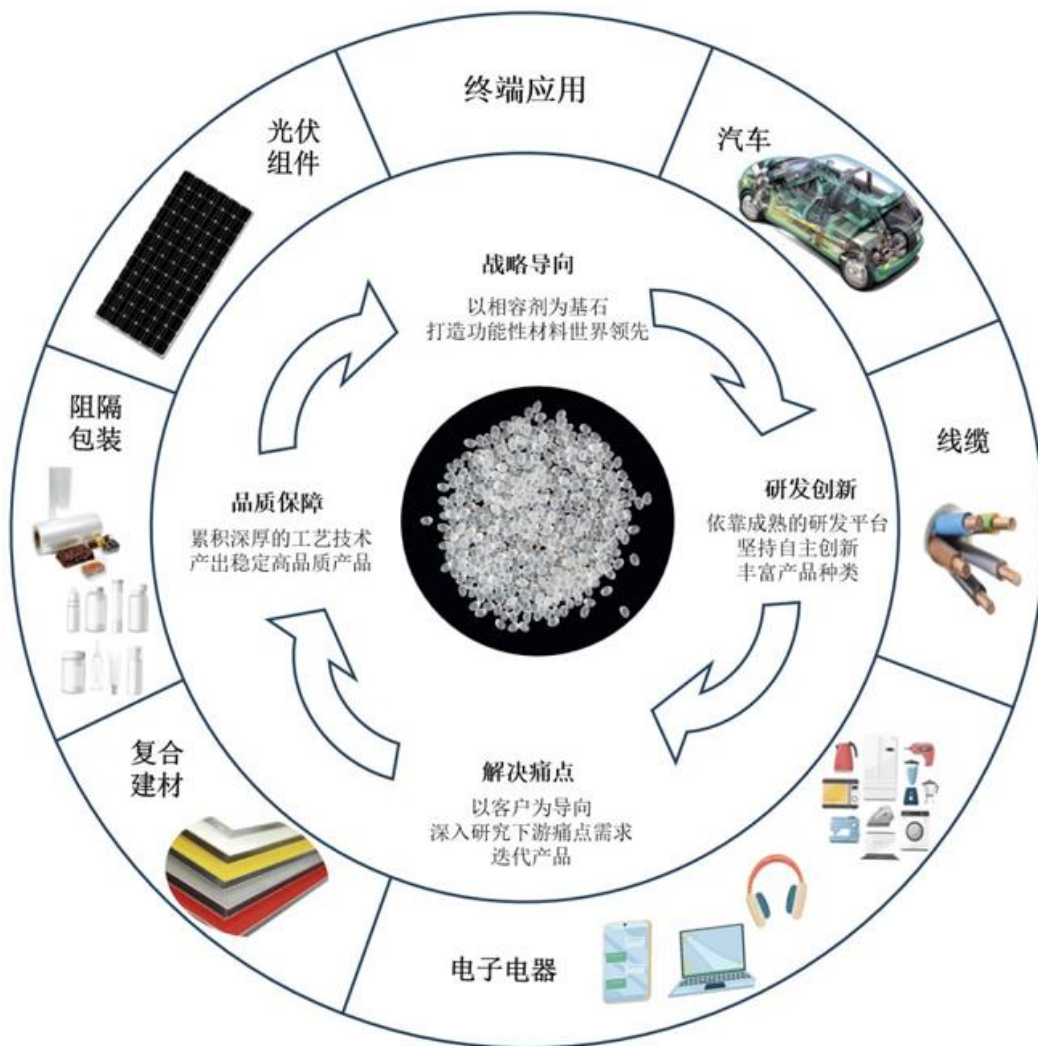 终端应用
光伏
组件
汽车
战略导向
以相容剂为基石
打造功能性材料世界领先
阻隔
包装
线缆
品质保障
累积深厚的工艺技术
产出稳定高品质产品
研发创新
依靠成熟的研发平台
坚持自主创新
丰富产品种类
复合
建材
解决痛点
以客户为导向
深入研究下游痛点需求
迭代产品
电子电器